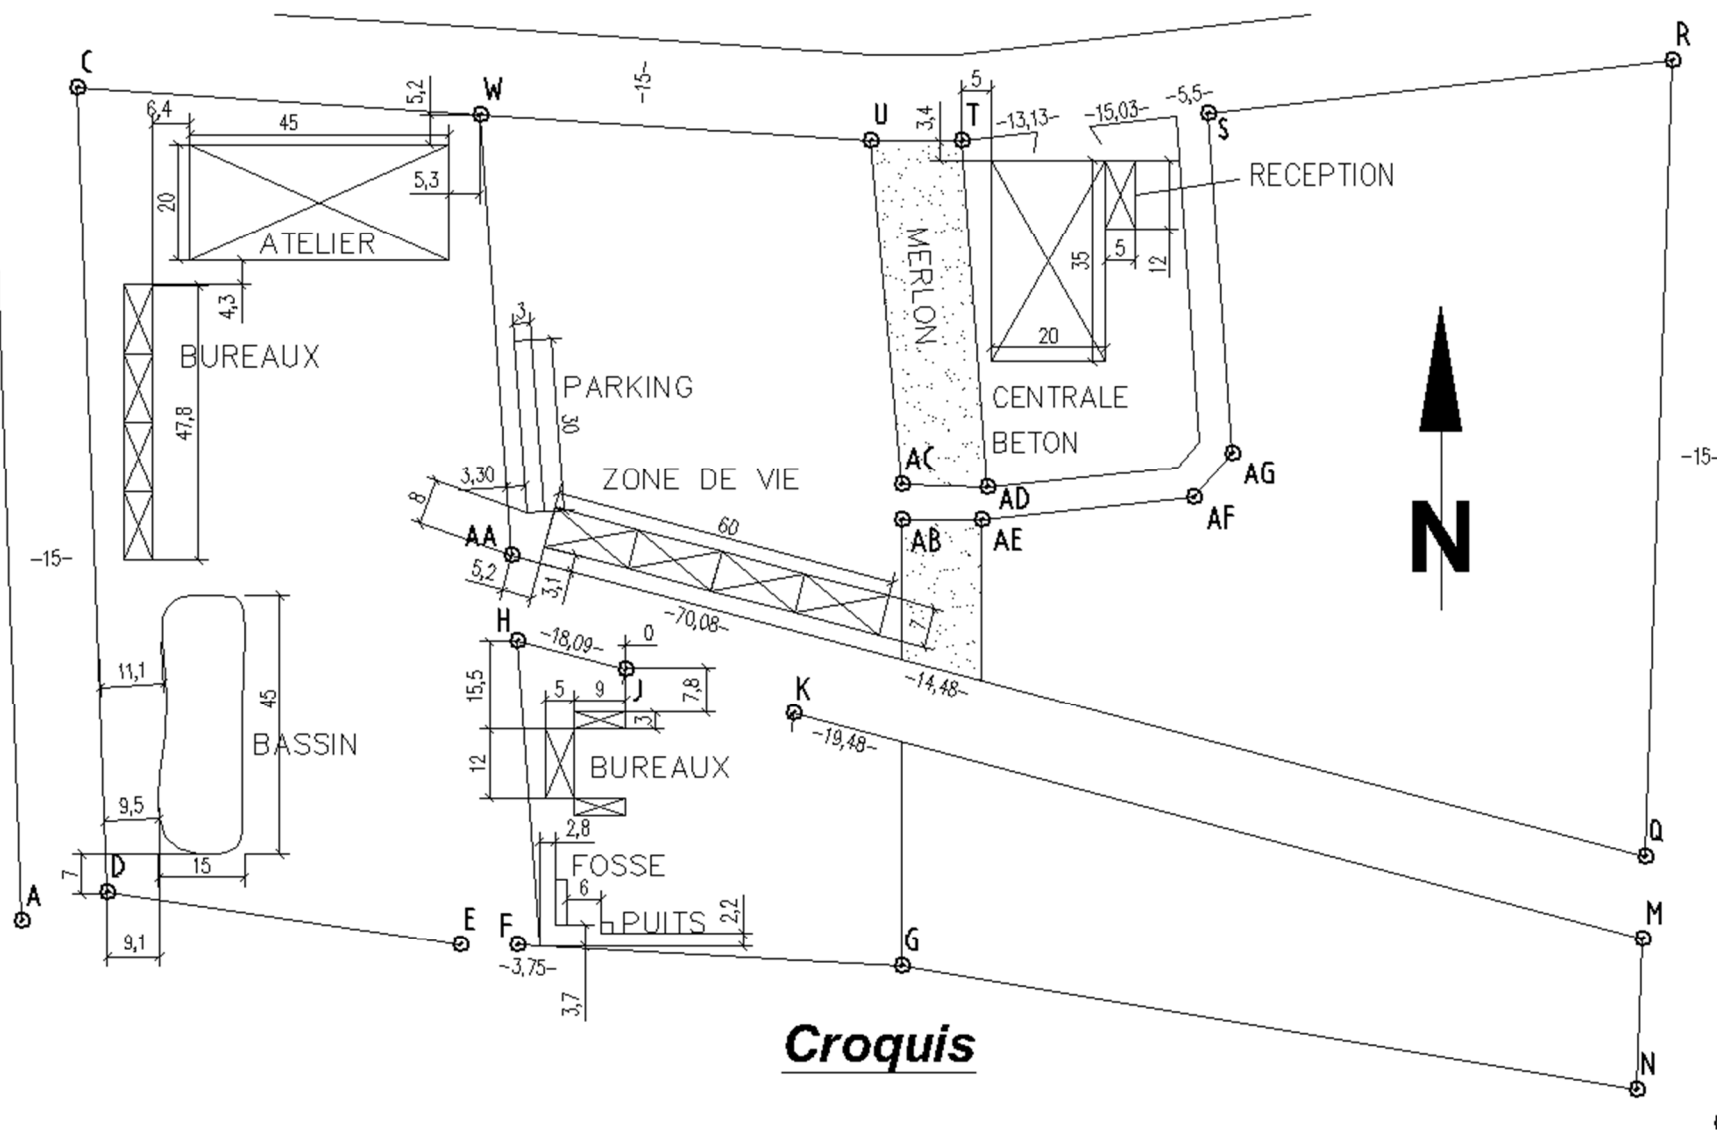 C
W
R
U
T
S
6,4
45
5,2
-15-
5
3,4
-13,13-
-15,03-
-5,5-
RECEPTION
5,3
20
ATELIER
MERLON
35
5
12
4,3
20
3
BUREAUX
PARKING
30
CENTRALE
BETON
47,8
3,30
ZONE DE VIE
AC
AD
AG
-15-
8
AA
60
AB
AE
AF
N
-15-
5,2
3,1
-70,08-
7
H
-18,09-
0
J
-14,48-
11,1
15,5
5
9
7,8
K
3
-19,48-
45
BASSIN
12
BUREAUX
9,5
2,8
Q
7
D
15
FOSSE
6
A
E
F
PUITS
2,2
G
M
9,1
-3,75-
3,7
Croquis
N